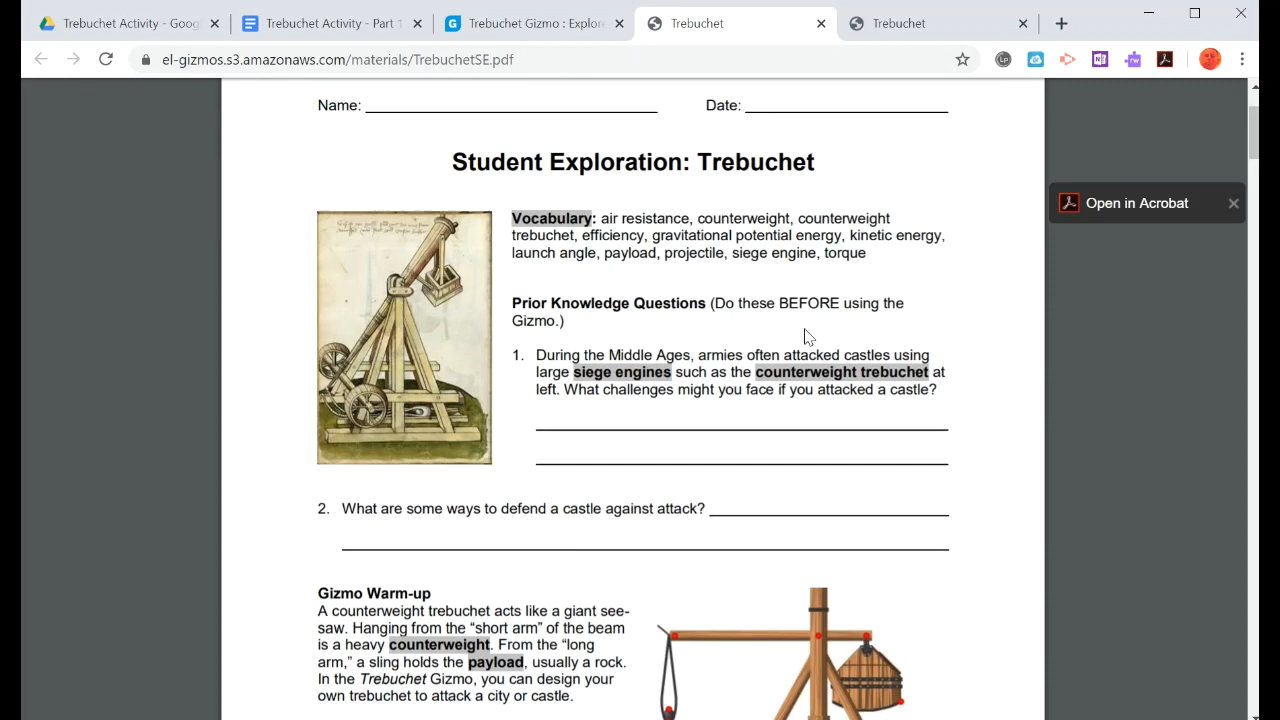 Trebuchet Activity - Goog
Trebuchet Activity - Part 1
Trebuchet Gizmo : Explore
Trebuchet
Trebuchet
el-gizmos.s3.amazonaws.com/materials/TrebuchetSE.pdf
Name: Date:
Student Exploration: Trebuchet
Open in Acrobat
Vocabulary: air resistance, counterweight, counterweight
trebuchet, efficiency, gravitational potential energy, kinetic energy,
launch angle, payload, projectile, siege engine, torque
Prior Knowledge Questions (Do these BEFORE using the
Gizmo.)
1. During the Middle Ages, armies often attacked castles using
large siege engines such as the counterweight trebuchet at
left. What challenges might you face if you attacked a castle?
2. What are some ways to defend a castle against attack?
Gizmo Warm-up
A counterweight trebuchet acts like a giant see-
saw. Hanging from the “short arm” of the beam
is a heavy counterweight. From the “long
arm,” a sling holds the payload, usually a rock.
In the Trebuchet Gizmo, you can design your
own trebuchet to attack a city or castle.